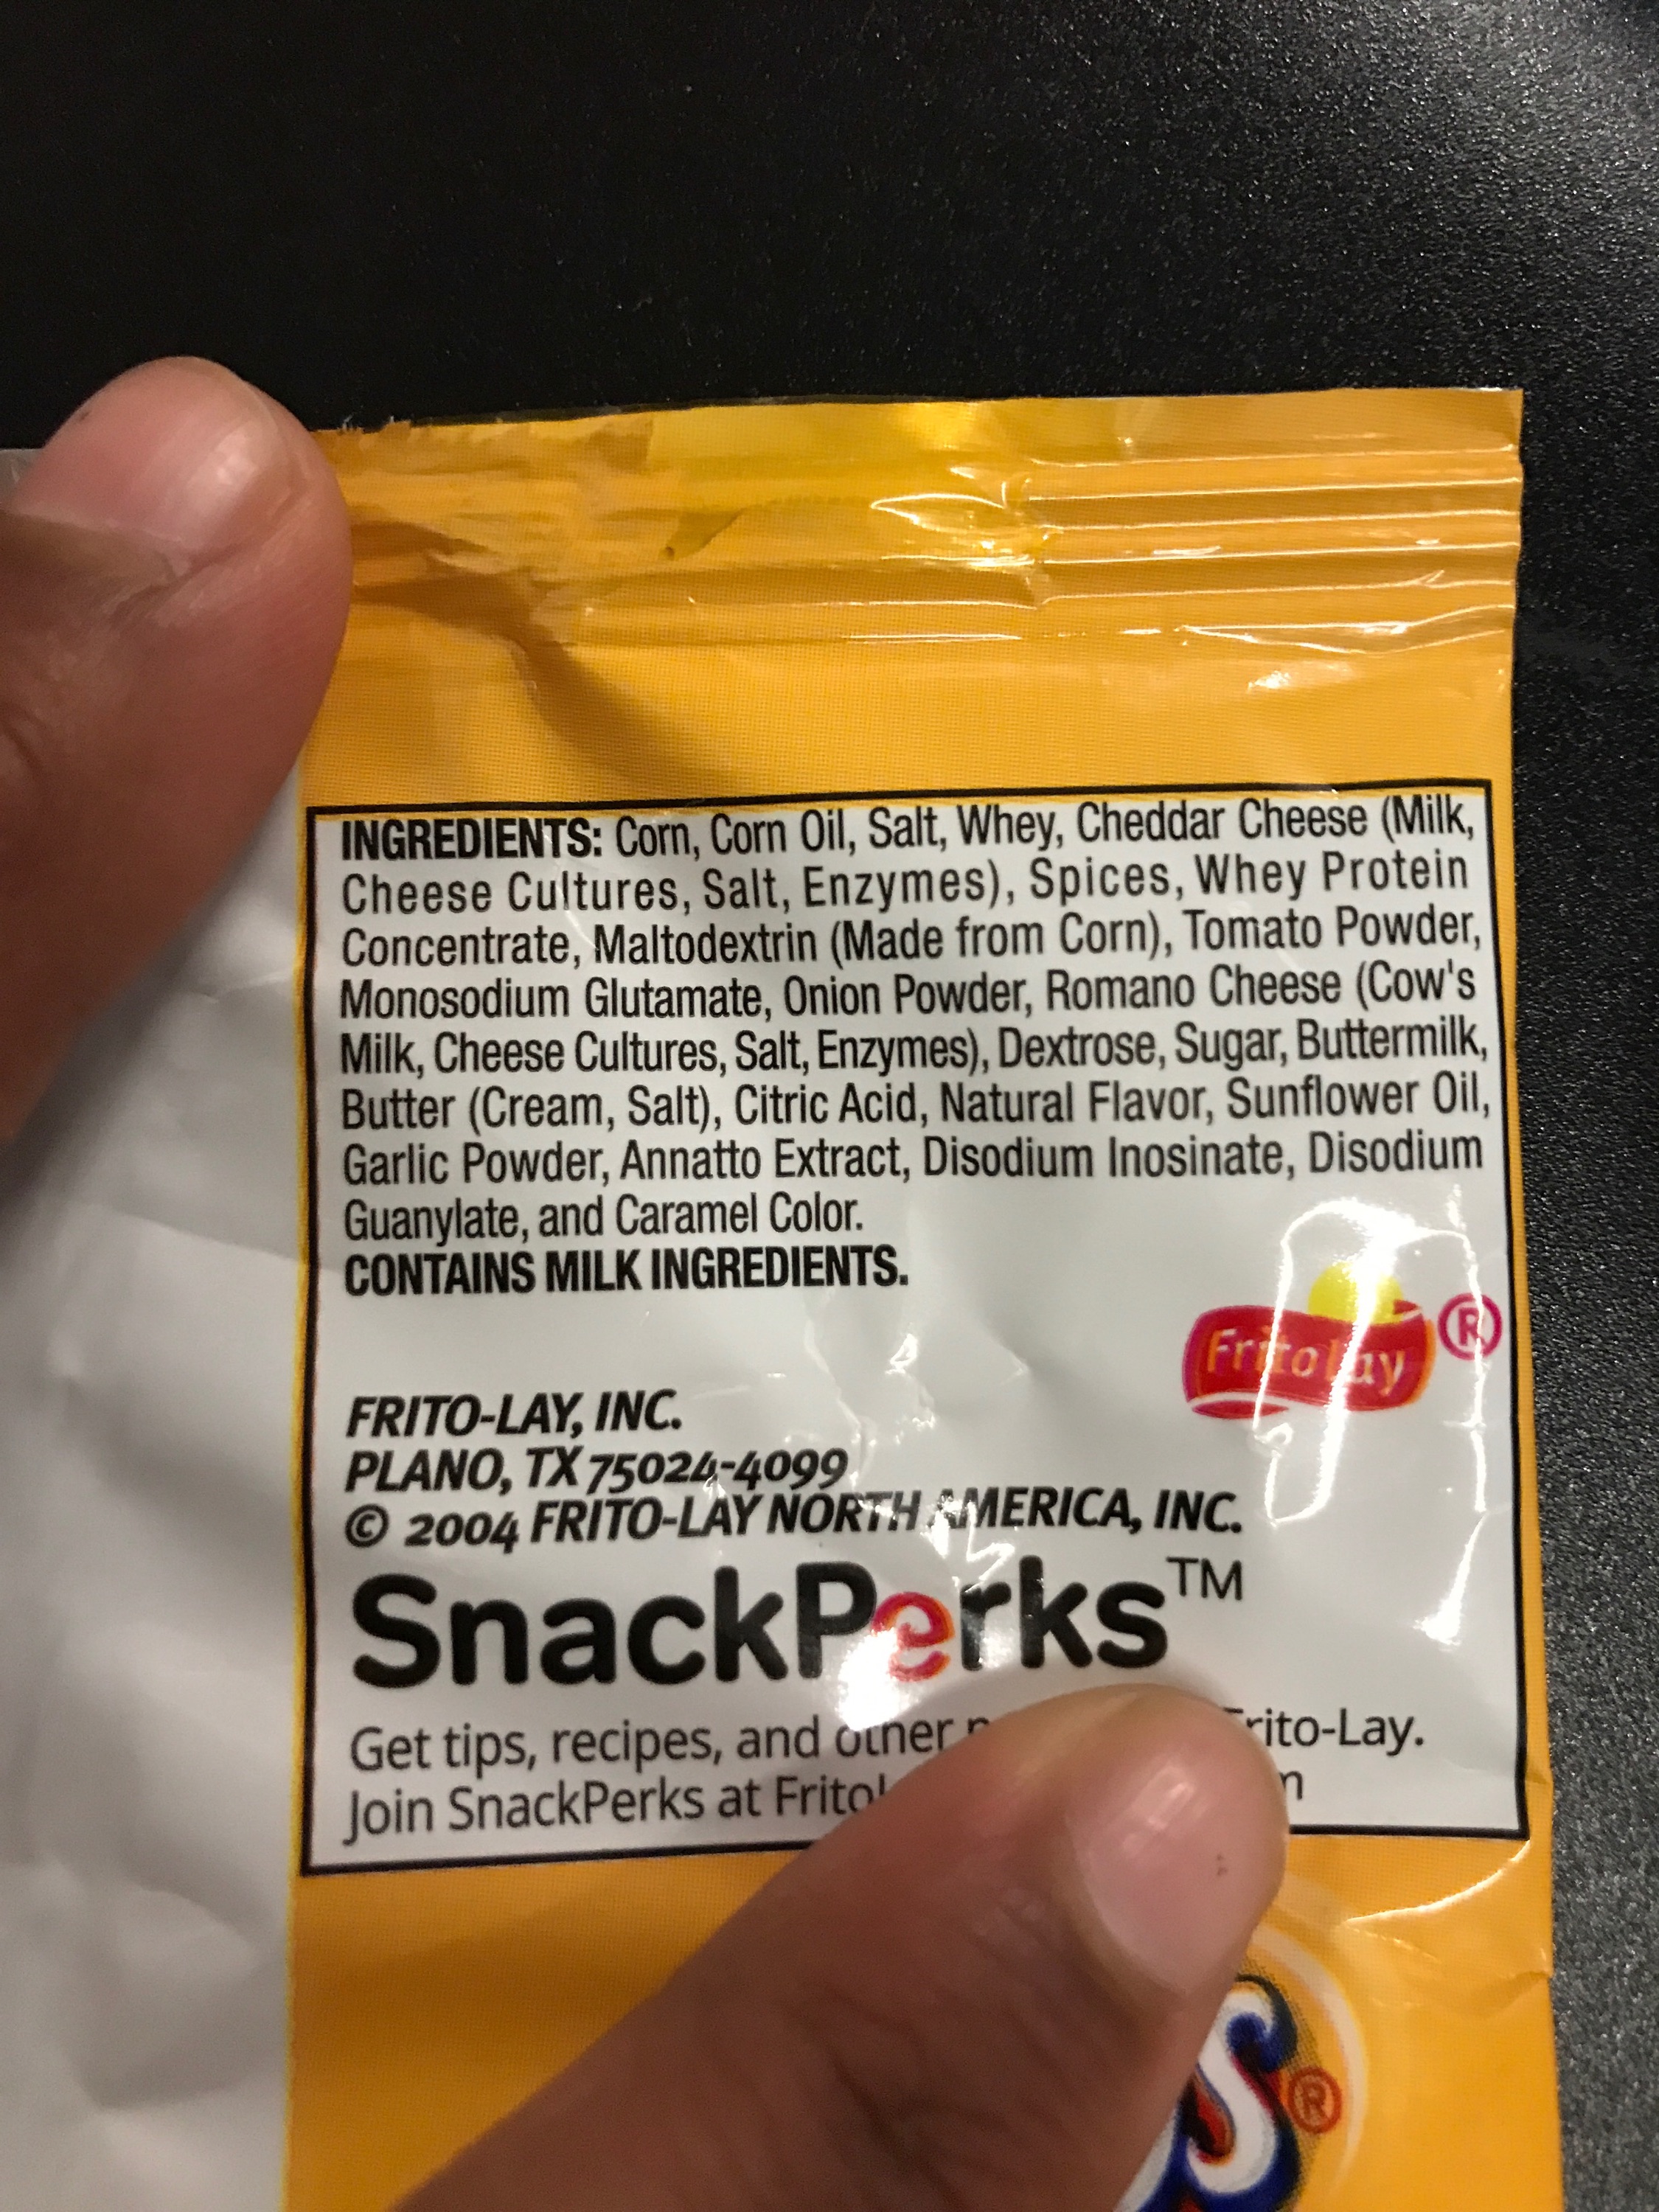 INGREDIENTS: Corn, Corn Oil, Salt, Whey, Cheddar Cheese (Milk,
Cheese Cultures, Salt, Enzymes), Spices, Whey Protein
Concentrate, Maltodextrin (Made from Corn), Tomato Powder,
Monosodium Glutamate, Onion Powder, Romano Cheese (Cow's
Milk, Cheese Cultures, Salt, Enzymes), Dextrose, Sugar, Buttermilk,
Butter (Cream, Salt), Citric Acid, Natural Flavor, Sunflower Oil,
Garlic Powder, Annatto Extract, Disodium Inosinate, Disodium
Guanylate, and Caramel Color.
CONTAINS MILK INGREDIENTS.
Frito Lay ®
FRITO-LAY, INC.
PLANO, TX 75024-4099
© 2004 FRITO-LAY NORTH AMERICA, INC.
SnackPerks™
Get tips, recipes, and other Frito-Lay.
Join SnackPerks at
s®